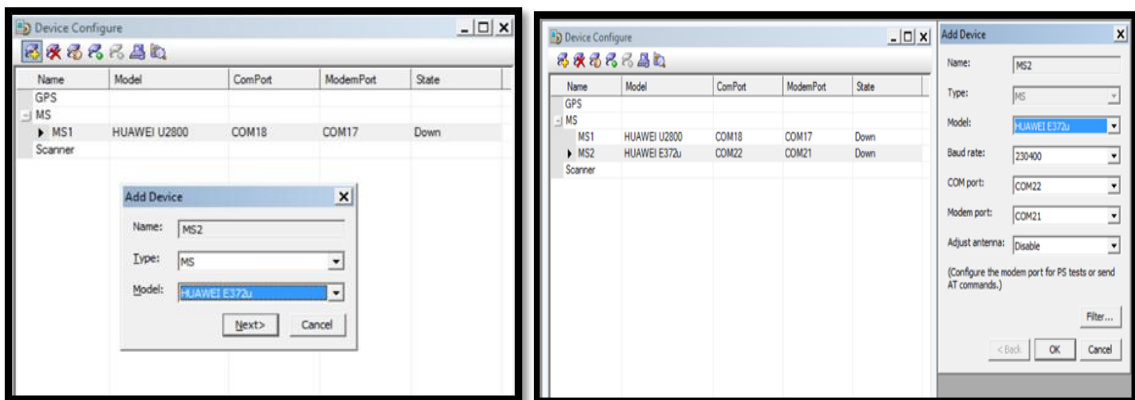 Device Configure
Name Model ComPort ModemPort State
GPS
MS
MS1 HUAWEI U2800 COM18 COM17 Down
Scanner
Add Device
Name: MS2
Type: MS
Model: HUAWEI E372u
Next> Cancel
Device Configure
Name Model ComPort ModemPort State
GPS
MS
MS1 HUAWEI U2800 COM18 COM17 Down
MS2 HUAWEI E372u COM22 COM21 Down
Scanner
Add Device
Name: MS2
Type: MS
Model: HUAWEI E372u
Baud rate: 230400
COM port: COM22
Modem port: COM21
Adjust antenna: Disable
(Configure the modem port for PS tests or send
AT commands.)
Filter...
< Back OK Cancel